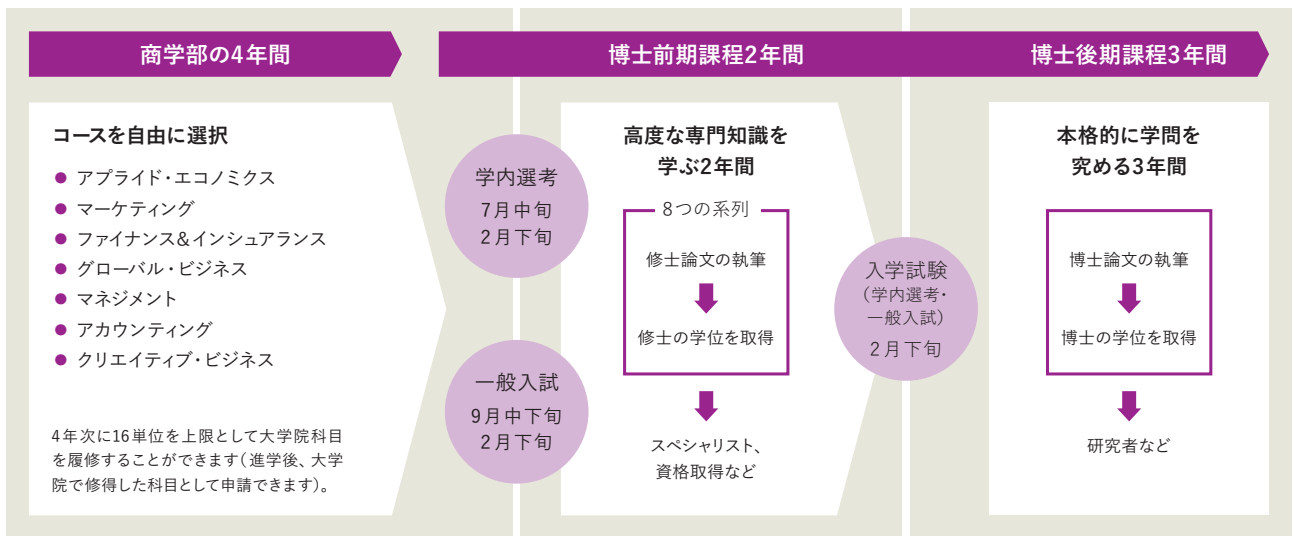 商学部の4年間
博士前期課程2年間
博士後期課程3年間
コースを自由に選択
● アプライド・エコノミクス
● マーケティング
● ファイナンス&インシュアランス
● グローバル・ビジネス
● マネジメント
● アカウンティング
● クリエイティブ・ビジネス
4年次に16単位を上限として大学院科目
を履修することができます(進学後、大学
院で修得した科目として申請できます)。
学内選考
7月中旬
2月下旬
一般入試
9月中下旬
2月下旬
高度な専門知識を
学ぶ2年間
8つの系列
修士論文の執筆
修士の学位を取得
スペシャリスト、
資格取得など
入学試験
(学内選考・
一般入試)
2月下旬
本格的に学問を
究める3年間
博士論文の執筆
博士の学位を取得
研究者など